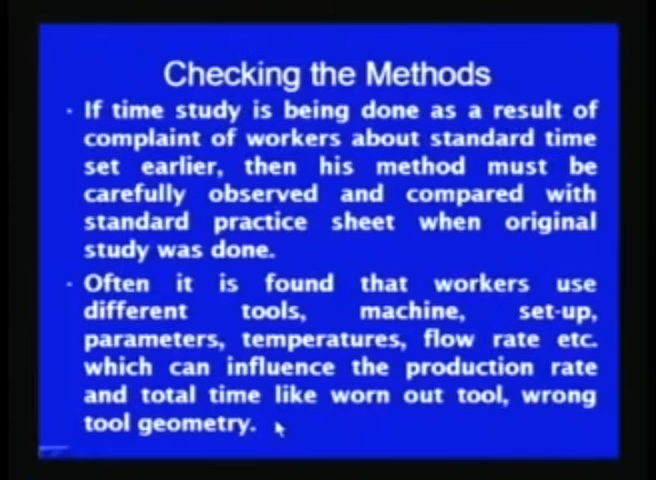 Checking the Methods
· If time study is being done as a result of
complaint of workers about standard time
set earlier, then his method must be
carefully observed and compared with
standard practice sheet when original
study was done.
· Often it is found that workers use
different tools, machine, set-up,
parameters, temperatures, flow rate etc.
which can influence the production rate
and total time like worn out tool, wrong
tool geometry.